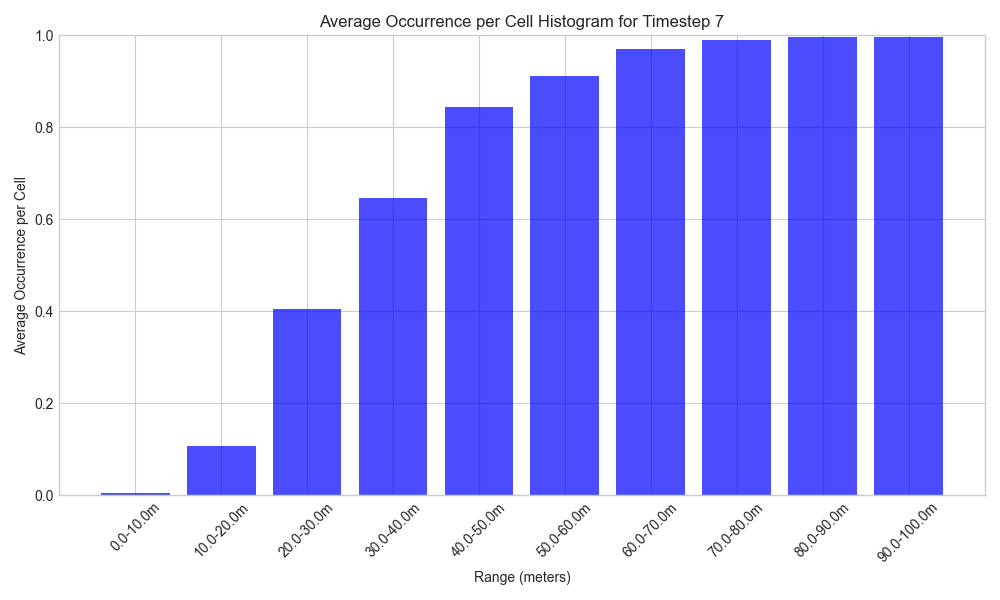 Average Occurrence per Cell Histogram for Timestep 7
Average Occurrence per Cell
1.0
0.8
0.6
0.4
0.2
0.0
0.0-10.0m
10.0-20.0m
20.0-30.0m
30.0-40.0m
40.0-50.0m
50.0-60.0m
60.0-70.0m
70.0-80.0m
80.0-90.0m
90.0-100.0m
Range (meters)